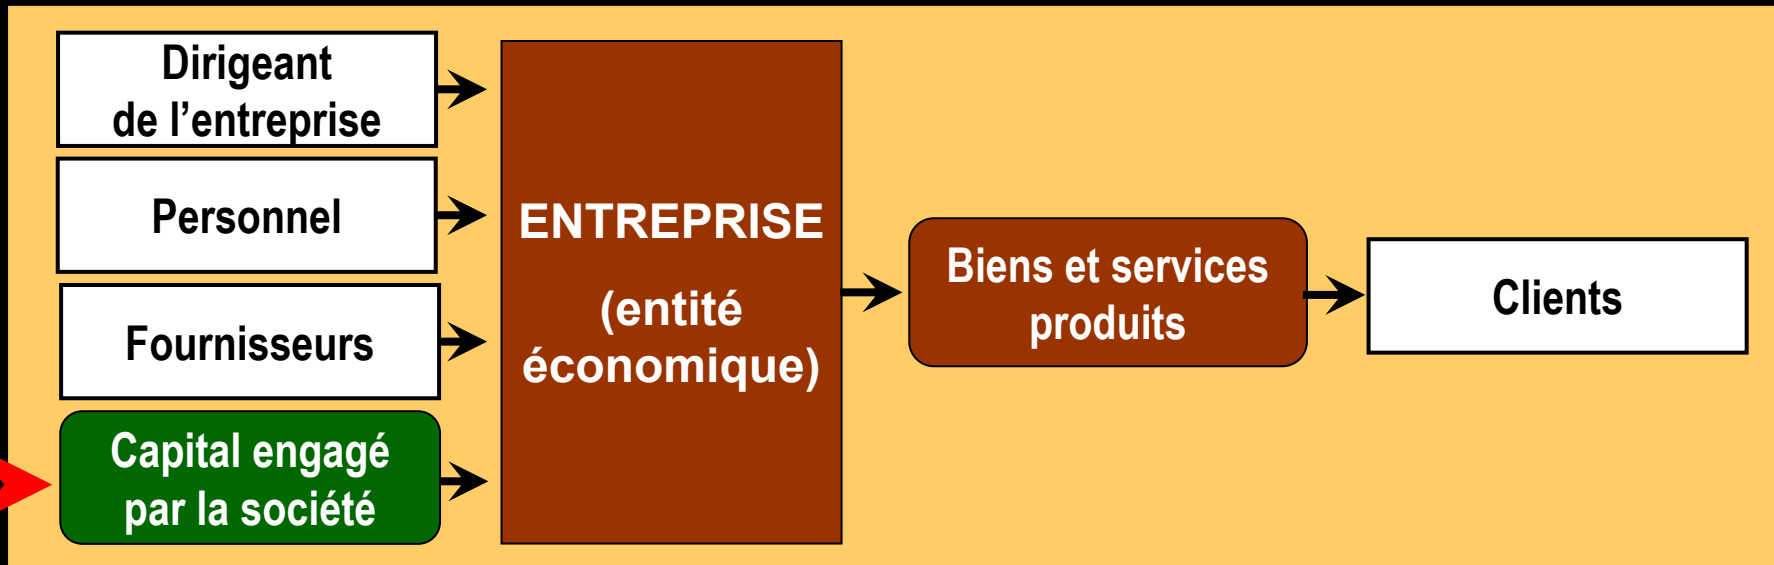 Dirigeant
de l’entreprise
Personnel
Fournisseurs
Capital engagé
par la société
ENTREPRISE
(entité
économique)
Biens et services
produits
Clients